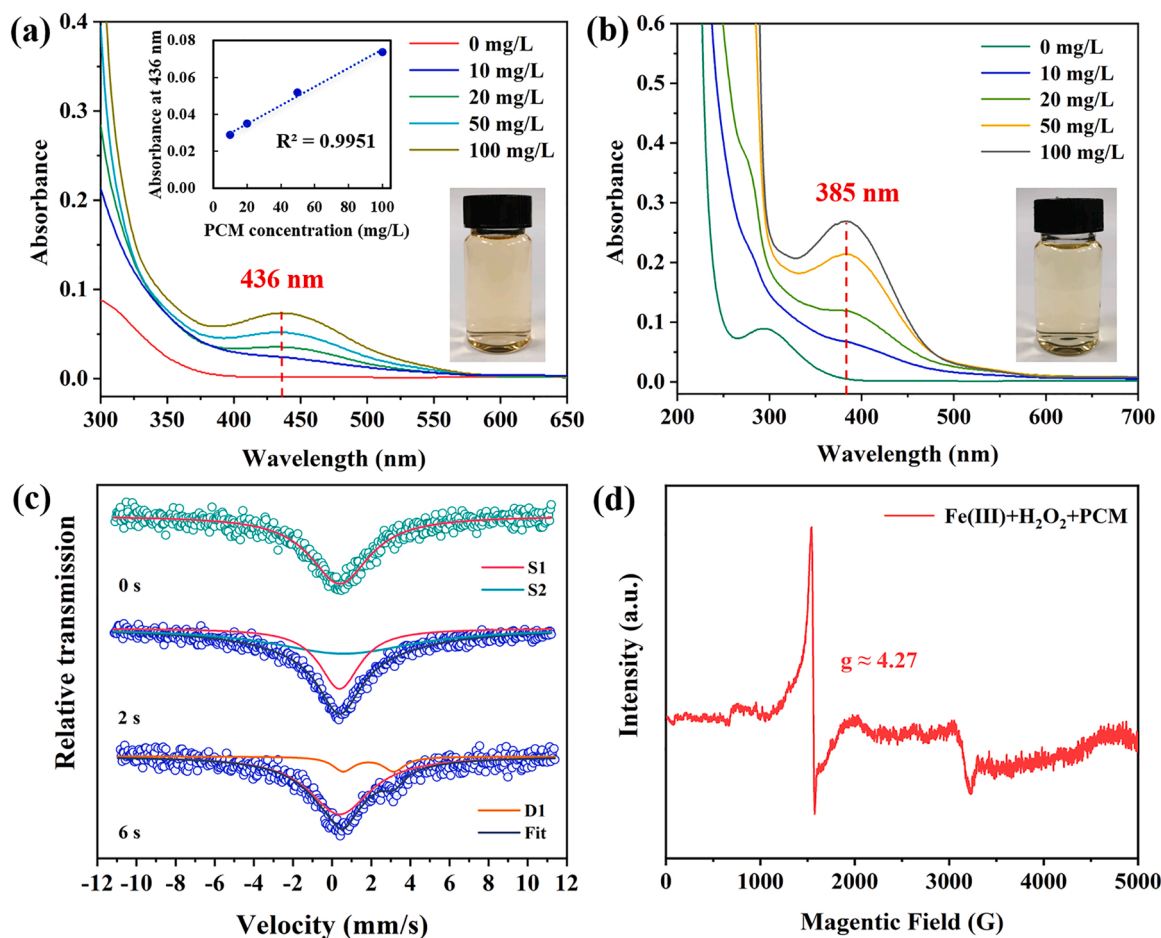 (a)
0.4
0.3
0.2
0.1
0.0
Absorbance
300 350 400 450 500 550 600 650
Wavelength (nm)
0.08
0.06
0.04
0.02
0.00
Absorbance at 436 nm
0 20 40 60 80 100
PCM concentration (mg/L)
R² = 0.9951
0 mg/L
10 mg/L
20 mg/L
50 mg/L
100 mg/L
436 nm
(b)
0.6
0.5
0.4
0.3
0.2
0.1
0.0
Absorbance
200 300 400 500 600 700
Wavelength (nm)
0 mg/L
10 mg/L
20 mg/L
50 mg/L
100 mg/L
385 nm
(c)
Relative transmission
0 s
S1
S2
2 s
6 s
D1
Fit
-12 -10 -8 -6 -4 -2 0 2 4 6 8 10 12
Velocity (mm/s)
(d)
Intensity (a.u.)
Fe(III)+H₂O₂+PCM
g ≈ 4.27
0 1000 2000 3000 4000 5000
Magentic Field (G)